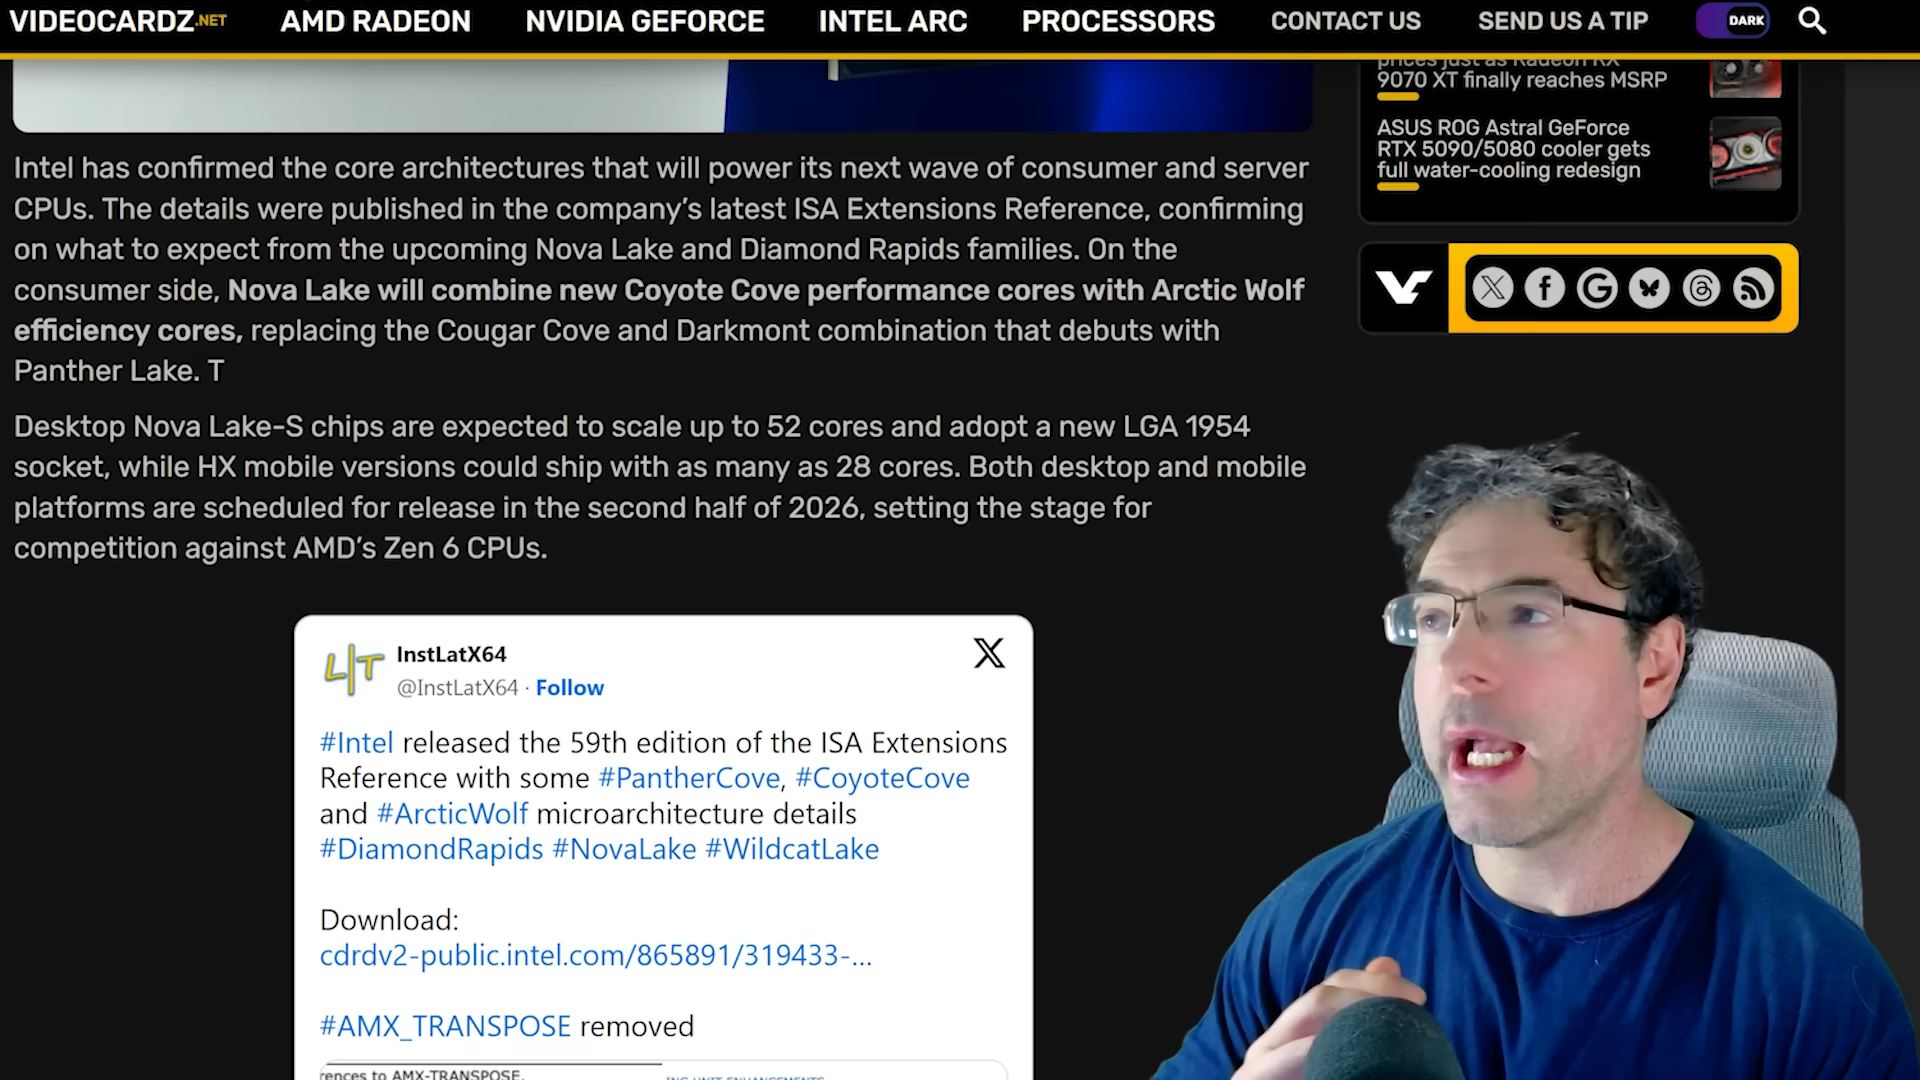 VIDEOCARDZ.NET
AMD RADEON
NVIDIA GEFORCE
INTEL ARC
PROCESSORS
CONTACT US
SEND US A TIP
DARK
prices just as Radeon RX
9070 XT finally reaches MSRP
ASUS ROG Astral GeForce
RTX 5090/5080 cooler gets
full water-cooling redesign
Intel has confirmed the core architectures that will power its next wave of consumer and server
CPUs. The details were published in the company's latest ISA Extensions Reference, confirming
on what to expect from the upcoming Nova Lake and Diamond Rapids families. On the
consumer side, Nova Lake will combine new Coyote Cove performance cores with Arctic Wolf
efficiency cores, replacing the Cougar Cove and Darkmont combination that debuts with
Panther Lake. T
Desktop Nova Lake-S chips are expected to scale up to 52 cores and adopt a new LGA 1954
socket, while HX mobile versions could ship with as many as 28 cores. Both desktop and mobile
platforms are scheduled for release in the second half of 2026, setting the stage for
competition against AMD's Zen 6 CPUs.
L|T
InstLatX64
@InstLatX64 · Follow
#Intel released the 59th edition of the ISA Extensions
Reference with some #PantherCove, #CoyoteCove
and #ArcticWolf microarchitecture details
#DiamondRapids #NovaLake #WildcatLake
Download:
cdrdv2-public.intel.com/865891/319433-...
#AMX_TRANSPOSE removed
rences to AMX-TRANSPOSE.